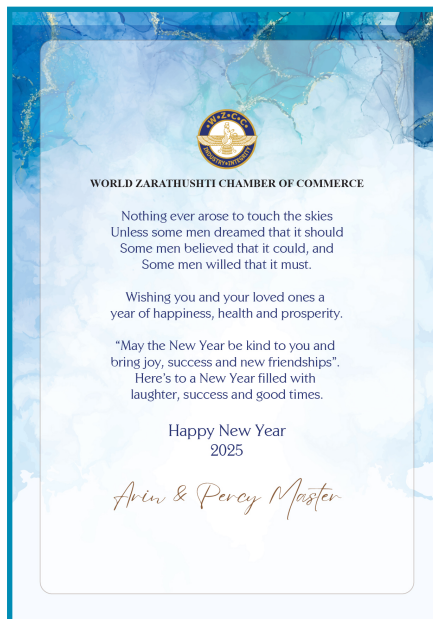 W★Z★C★C
INDUSTRY★INTEGRITY
WORLD ZARATHUSHTI CHAMBER OF COMMERCE
Nothing ever arose to touch the skies
Unless some men dreamed that it should
Some men believed that it could, and
Some men willed that it must.
Wishing you and your loved ones a
year of happiness, health and prosperity.
“May the New Year be kind to you and
bring joy, success and new friendships”.
Here’s to a New Year filled with
laughter, success and good times.
Happy New Year
2025
Arin & Percy Master